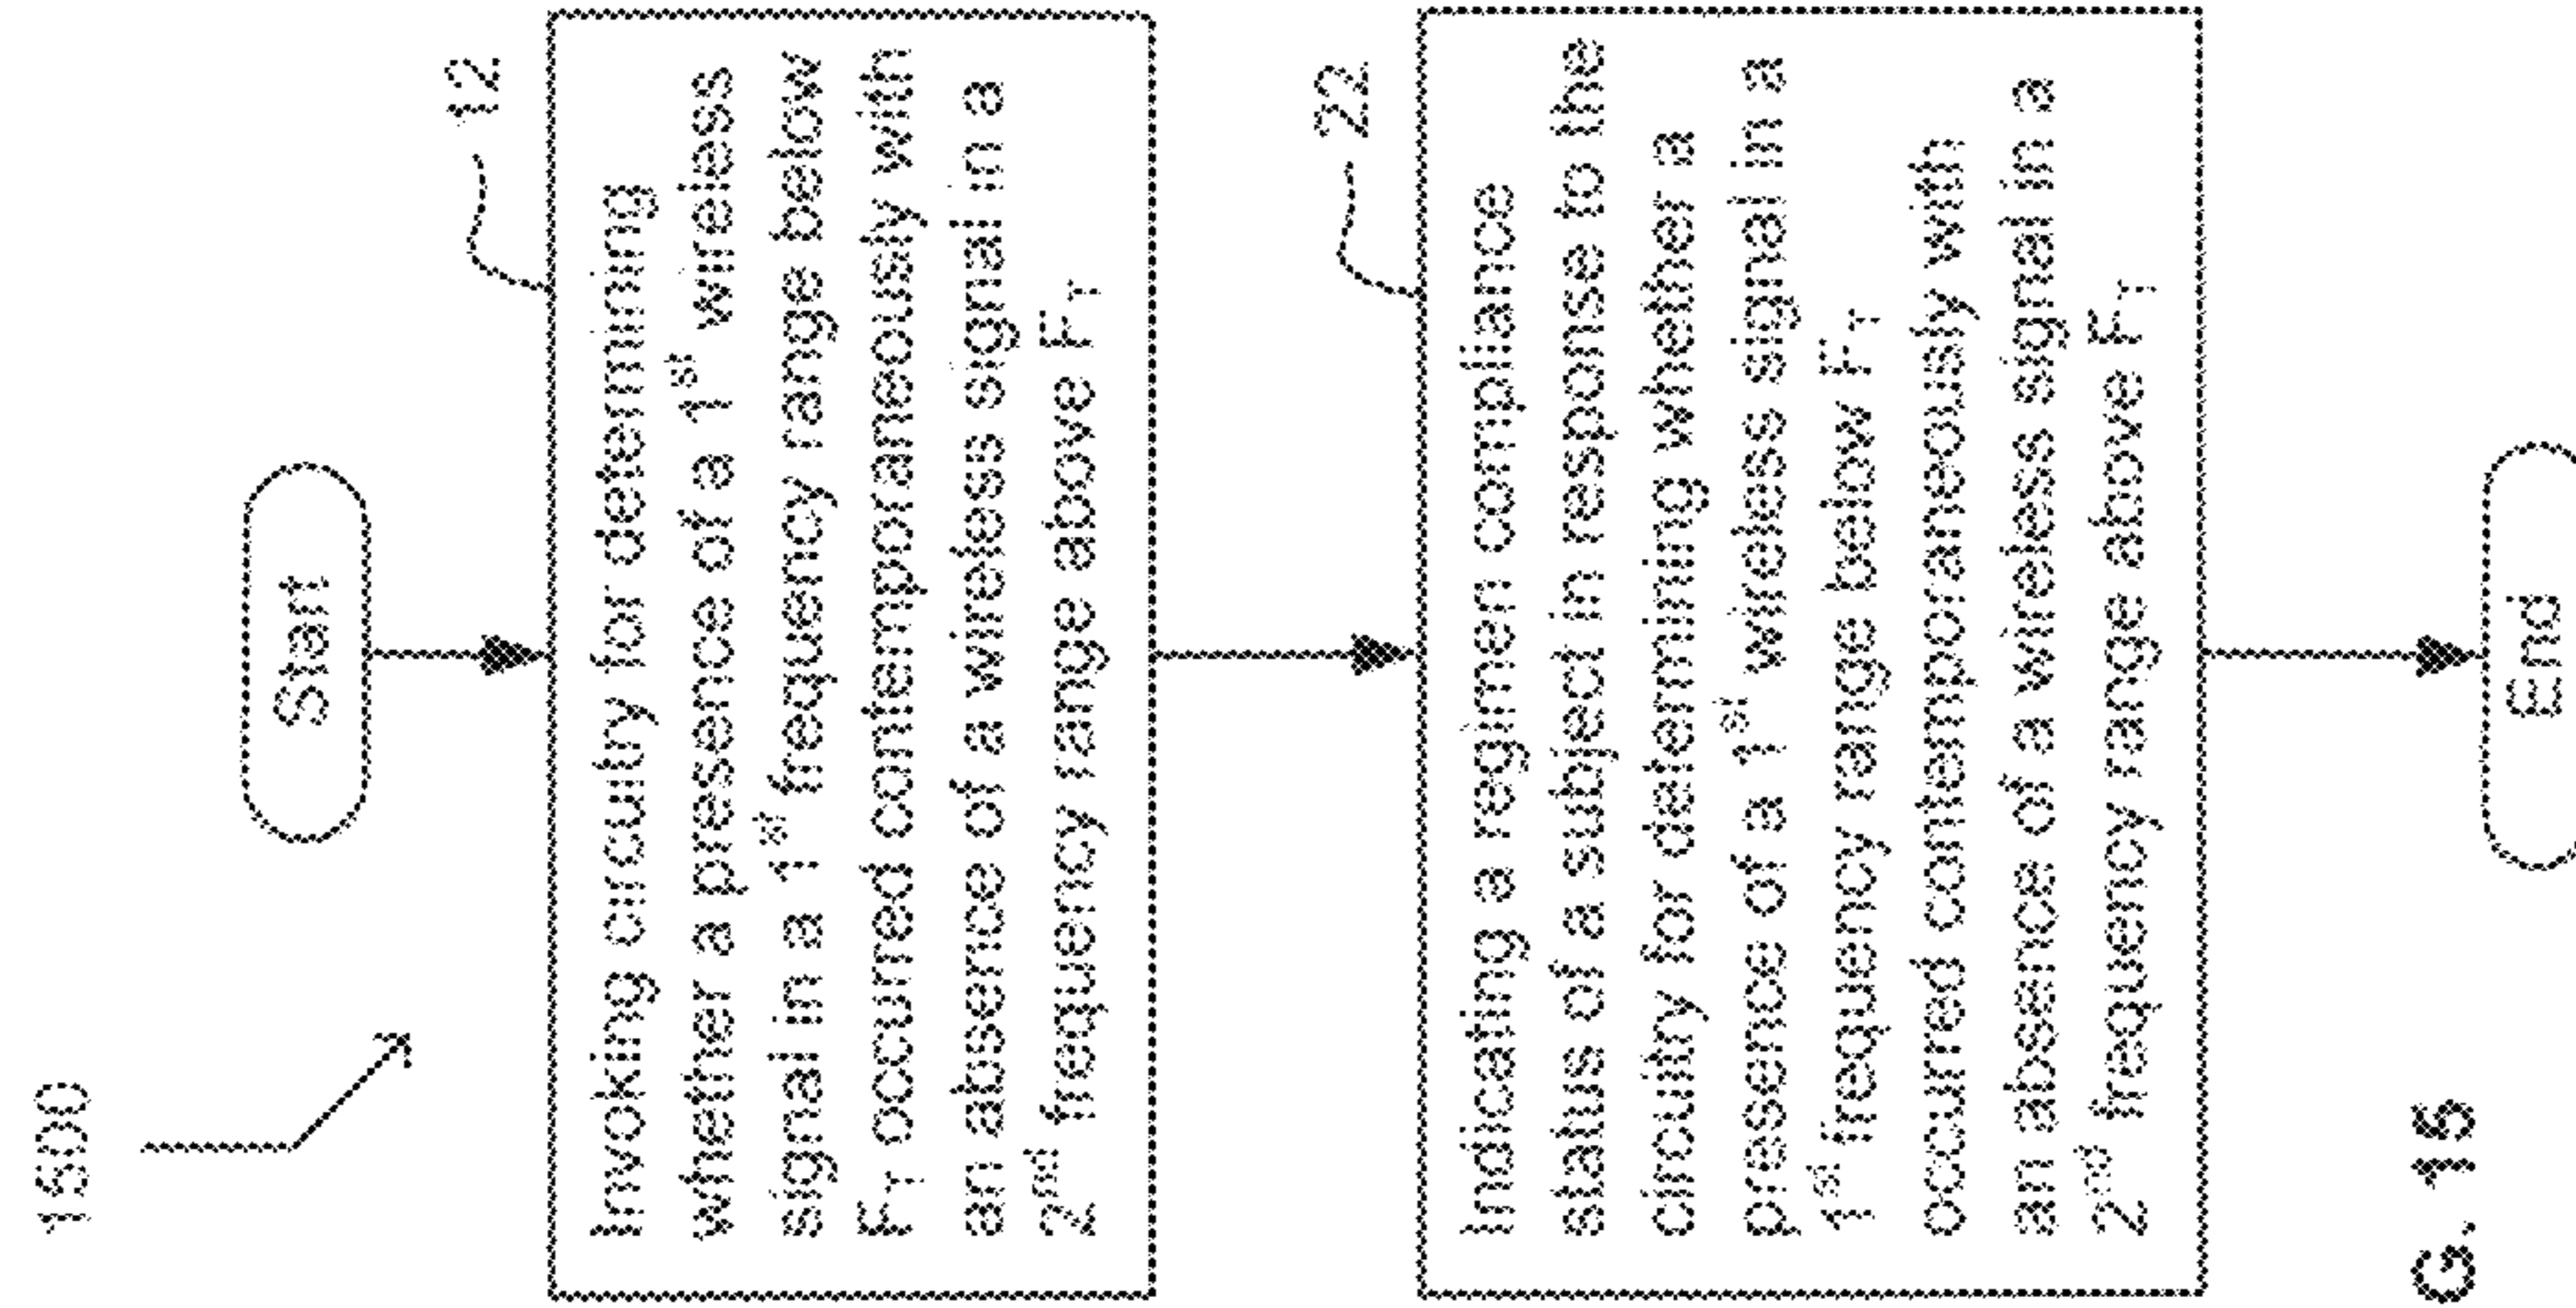 1500
Start
12
Invoking circuitry for determining
whether a presence of a 1st wireless
signal in a 1st frequency range below
FT occurred contemporaneously with
an absence of a wireless signal in a
2nd frequency range above FT
22
Indicating a regimen compliance
status of a subject in response to the
circuitry for determining whether a
presence of a 1st wireless signal in a
1st frequency range below FT
occurred contemporaneously with
an absence of a wireless signal in a
2nd frequency range above FT
End
G. 15